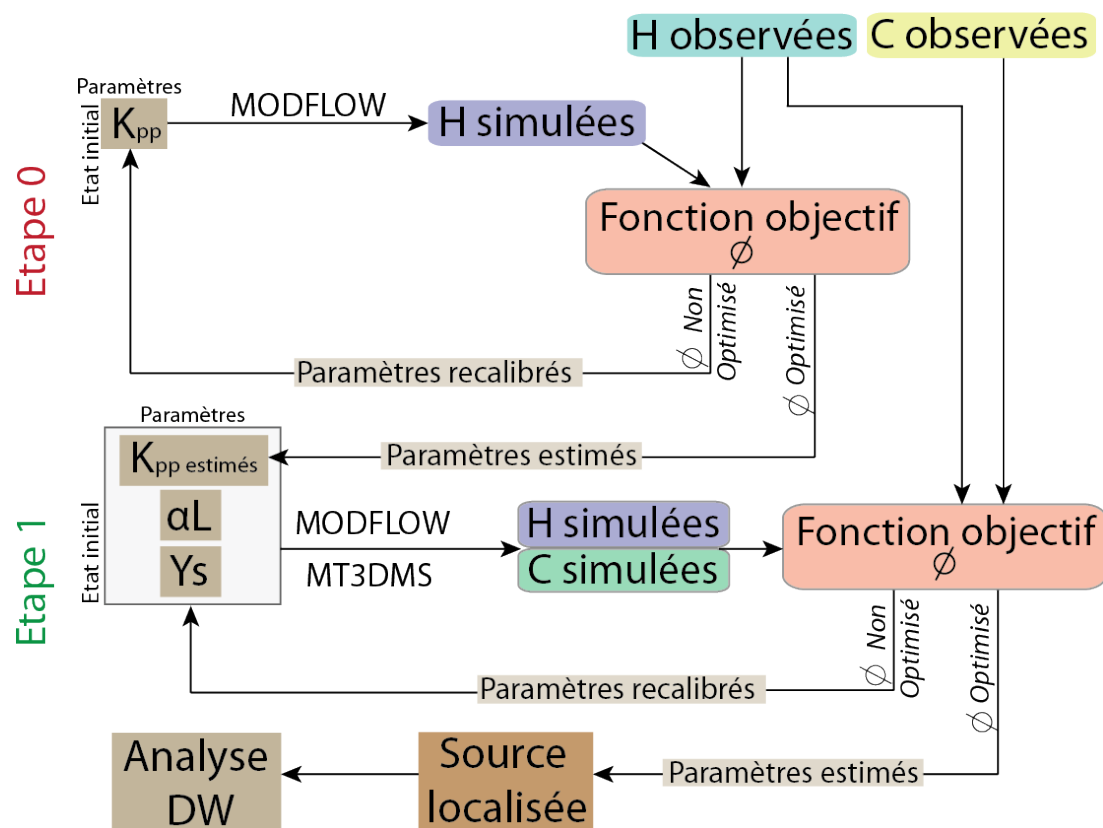 H observées
C observées
Paramètres
Etat initial
Kpp
MODFLOW
H simulées
Etape 0
Fonction objectif
∅
∅ Non
Optimisé
∅ Optimisé
Paramètres recalibrés
Paramètres
Etat initial
Kpp estimés
αL
Ys
Paramètres estimés
Etape 1
MODFLOW
MT3DMS
H simulées
C simulées
Fonction objectif
∅
∅ Non
Optimisé
∅ Optimisé
Paramètres recalibrés
Analyse
DW
Source
localisée
Paramètres estimés